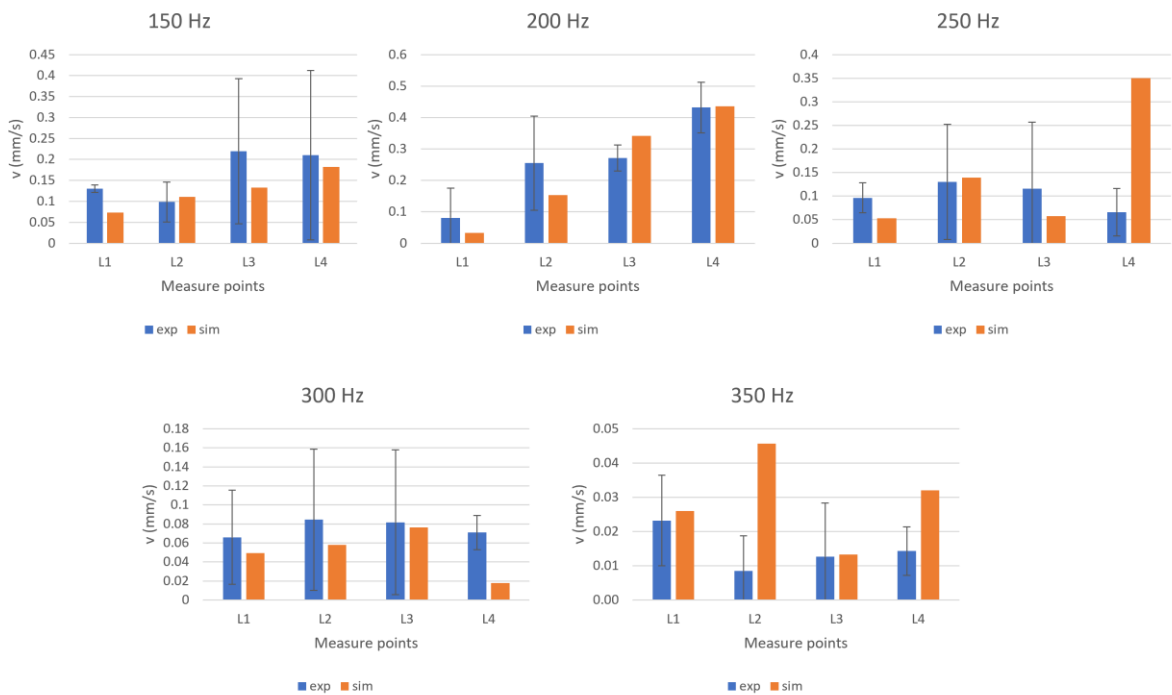 150 Hz
0.45
0.4
0.35
0.3
0.25
0.2
0.15
0.1
0.05
0
v (mm/s)
L1 L2 L3 L4
Measure points
exp sim
200 Hz
0.6
0.5
0.4
0.3
0.2
0.1
0
v (mm/s)
L1 L2 L3 L4
Measure points
exp sim
250 Hz
0.4
0.35
0.3
0.25
0.2
0.15
0.1
0.05
0
v (mm/s)
L1 L2 L3 L4
Measure points
exp sim
300 Hz
0.18
0.16
0.14
0.12
0.1
0.08
0.06
0.04
0.02
0
v (mm/s)
L1 L2 L3 L4
Measure points
exp sim
350 Hz
0.05
0.04
0.03
0.02
0.01
0.00
v (mm/s)
L1 L2 L3 L4
Measure points
exp sim